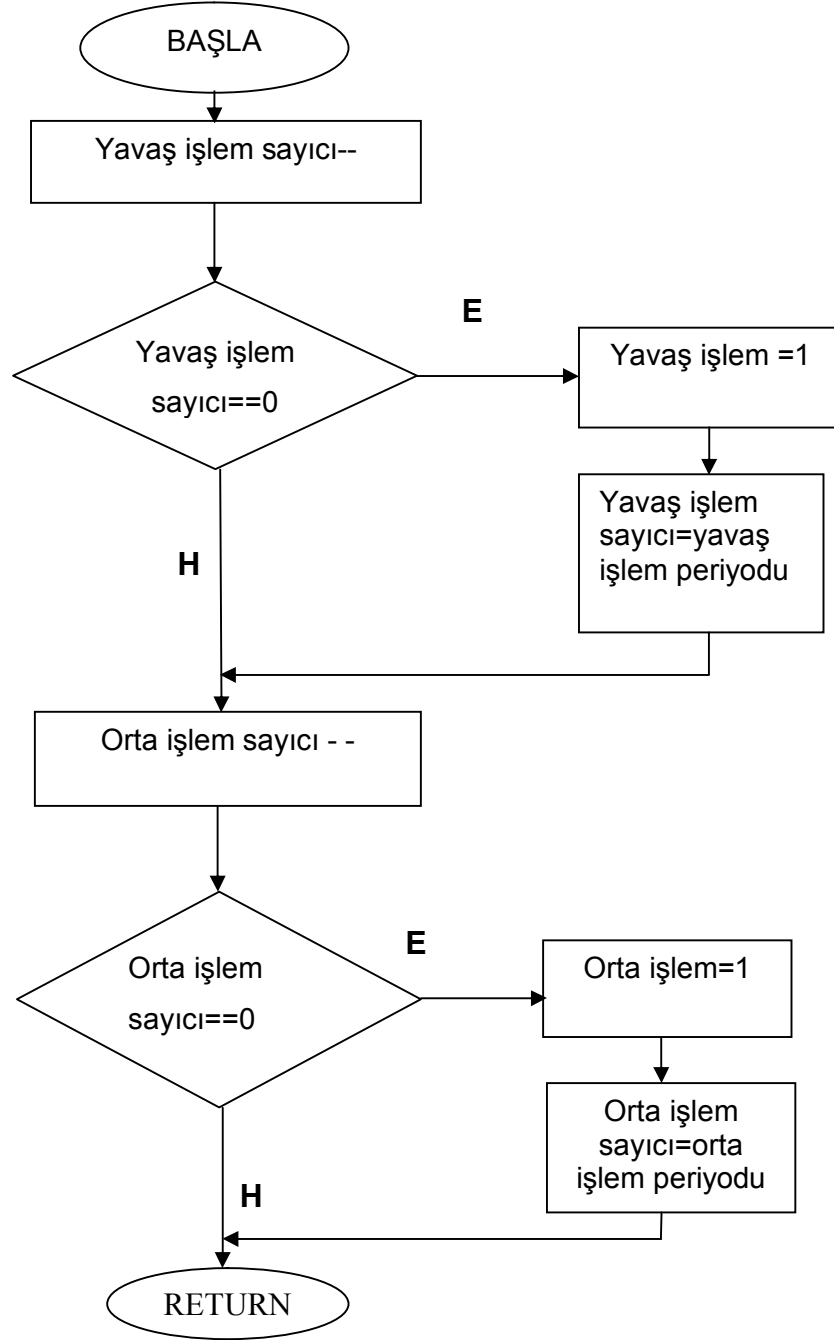 BAŞLA
Yavaş işlem sayıcı--
E
Yavaş işlem
sayıcı==0
Yavaş işlem =1
Yavaş işlem
sayıcı=yavaş
işlem periyodu
H
Orta işlem sayıcı - -
E
Orta işlem
sayıcı==0
Orta işlem=1
Orta işlem
sayıcı=orta
işlem periyodu
H
RETURN